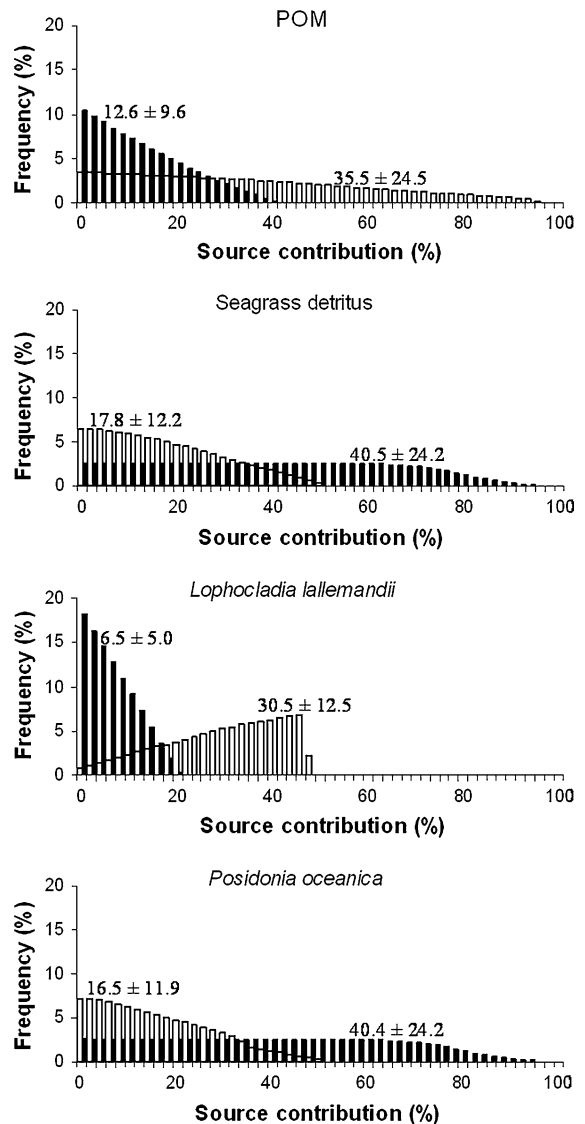 POM
Frequency (%)
20
15
10
5
0
12.6 ± 9.6
35.5 ± 24.5
0 20 40 60 80 100
Source contribution (%)
Seagrass detritus
Frequency (%)
20
15
10
5
0
17.8 ± 12.2
40.5 ± 24.2
0 20 40 60 80 100
Source contribution (%)
Lophocladia lallemandii
Frequency (%)
20
15
10
5
0
6.5 ± 5.0
30.5 ± 12.5
0 20 40 60 80 100
Source contribution (%)
Posidonia oceanica
Frequency (%)
20
15
10
5
0
16.5 ± 11.9
40.4 ± 24.2
0 20 40 60 80 100
Source contribution (%)